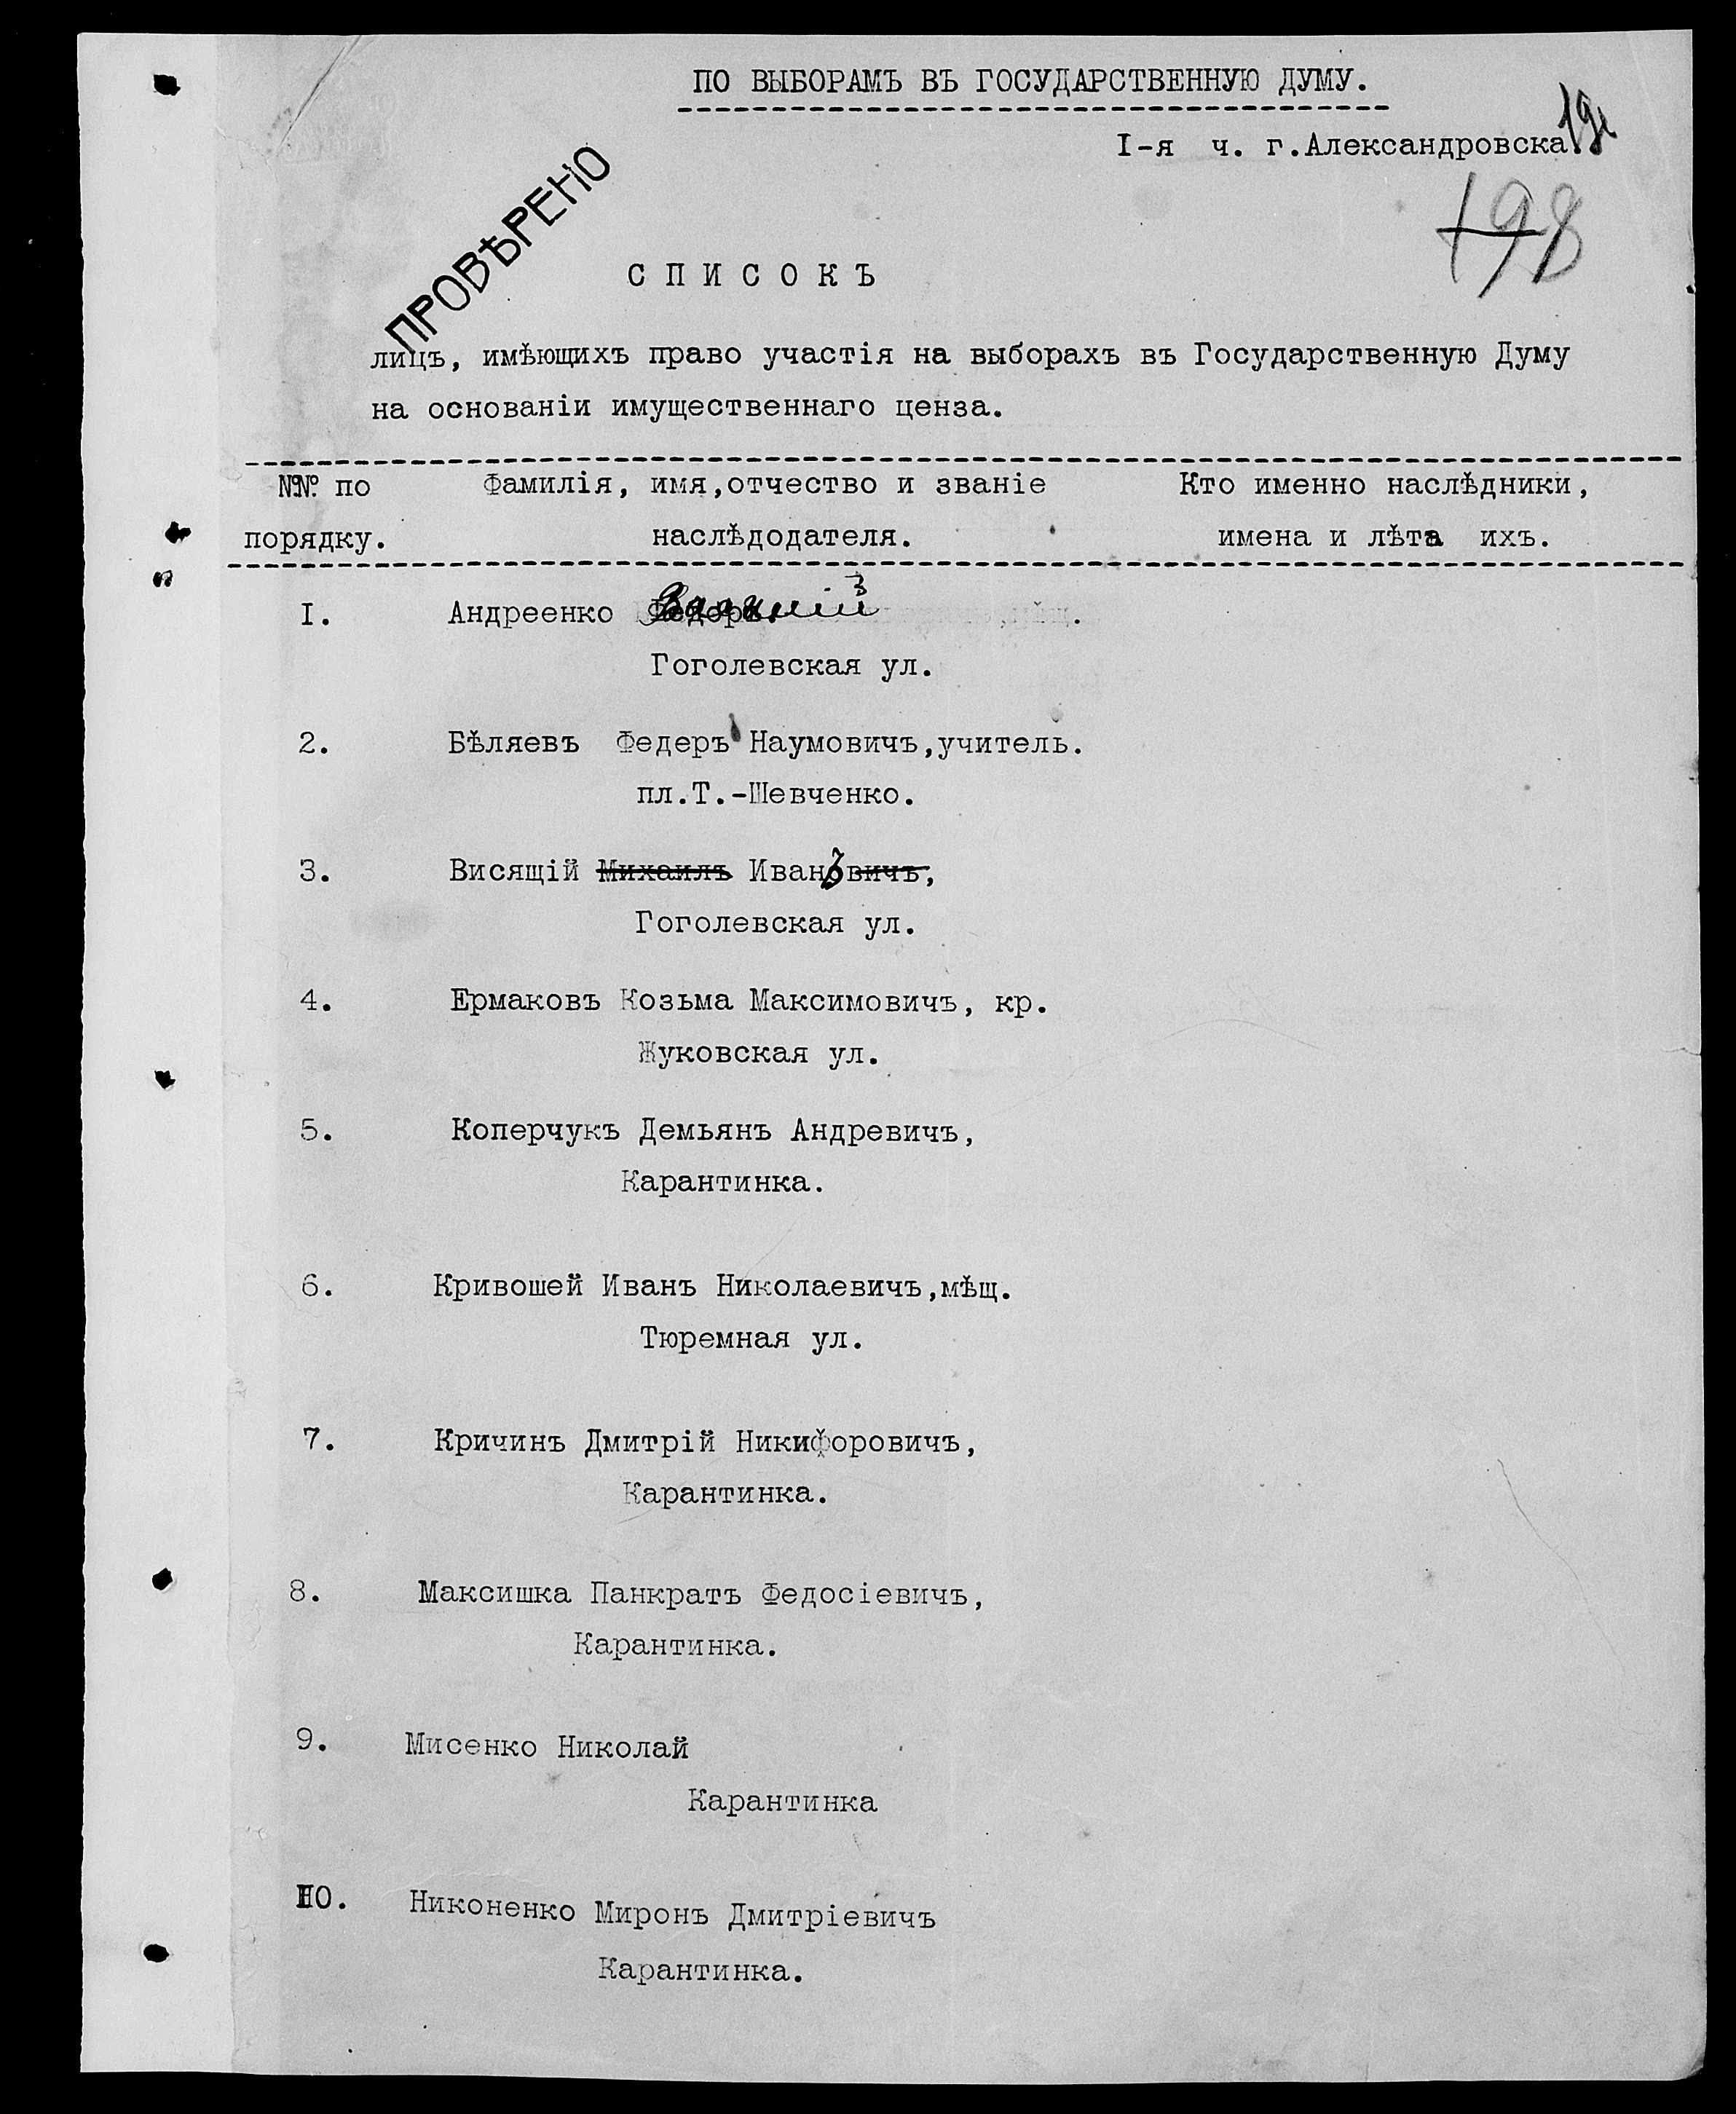 ПО ВЫБОРАМЪ ВЪ ГОСУДАРСТВЕННУЮ ДУМУ.
I-я ч. г.Александровска.
198
ПРОВѢРЕНО
СПИСОКЪ
лицъ, имѣющихъ право участія на выборахъ въ Государственную Думу
на основаніи имущественнаго ценза.
№№ по Фамилія, имя,отчество и званіе Кто именно наслѣдники,
порядку. наслѣдодателя. имена и лѣта ихъ.
I. Андреенко
Гоголевская ул.
2. Бѣляевъ Федеръ Наумовичъ,учитель.
пл.Т.-Шевченко.
3. Висящій Михаилъ Ивановичъ,
Гоголевская ул.
4. Ермаковъ Козьма Максимовичъ, кр.
Жуковская ул.
5. Коперчукъ Демьянъ Андревичъ,
Карантинка.
6. Кривошей Иванъ Николаевичъ,мѣщ.
Тюремная ул.
7. Кричинъ Дмитрій Никифоровичъ,
Карантинка.
8. Максишка Панкратъ Федосіевичъ,
Карантинка.
9. Мисенко Николай
Карантинка
IO. Никоненко Миронъ Дмитріевичъ
Карантинка.